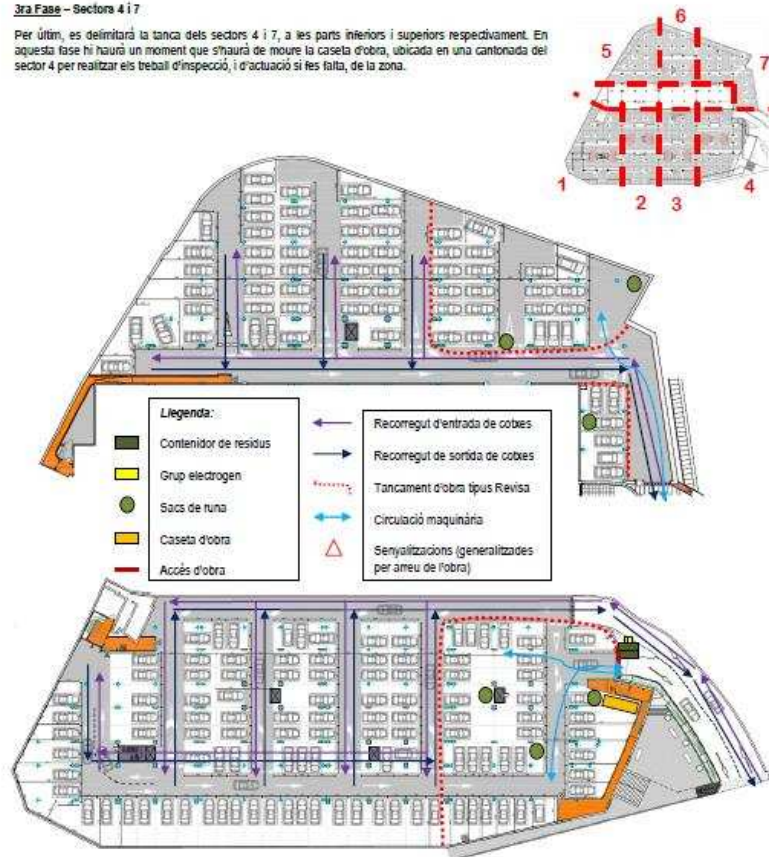 3ra Fase – Sectors 4 i 7
Per últim, es delimitarà la tanca dels sectors 4 i 7, a les parts inferiors i superiors respectivament. En
aquesta fase hi haurà un moment que s'haurà de moure la caseta d'obra, ubicada en una cantonada del
sector 4 per realitzar els treball d'inspecció, i d'actuació si fes falta, de la zona.
6
5
7
1
2
3
4
Llegenda:
Contenidor de residus
Grup electrogen
Sacs de runa
Caseta d'obra
Accés d'obra
Recorregut d'entrada de cotxes
Recorregut de sortida de cotxes
Tancament d'obra tipus Revisa
Circulació maquinària
Senyalitzacions (generalitzades
per arreu de l'obra)